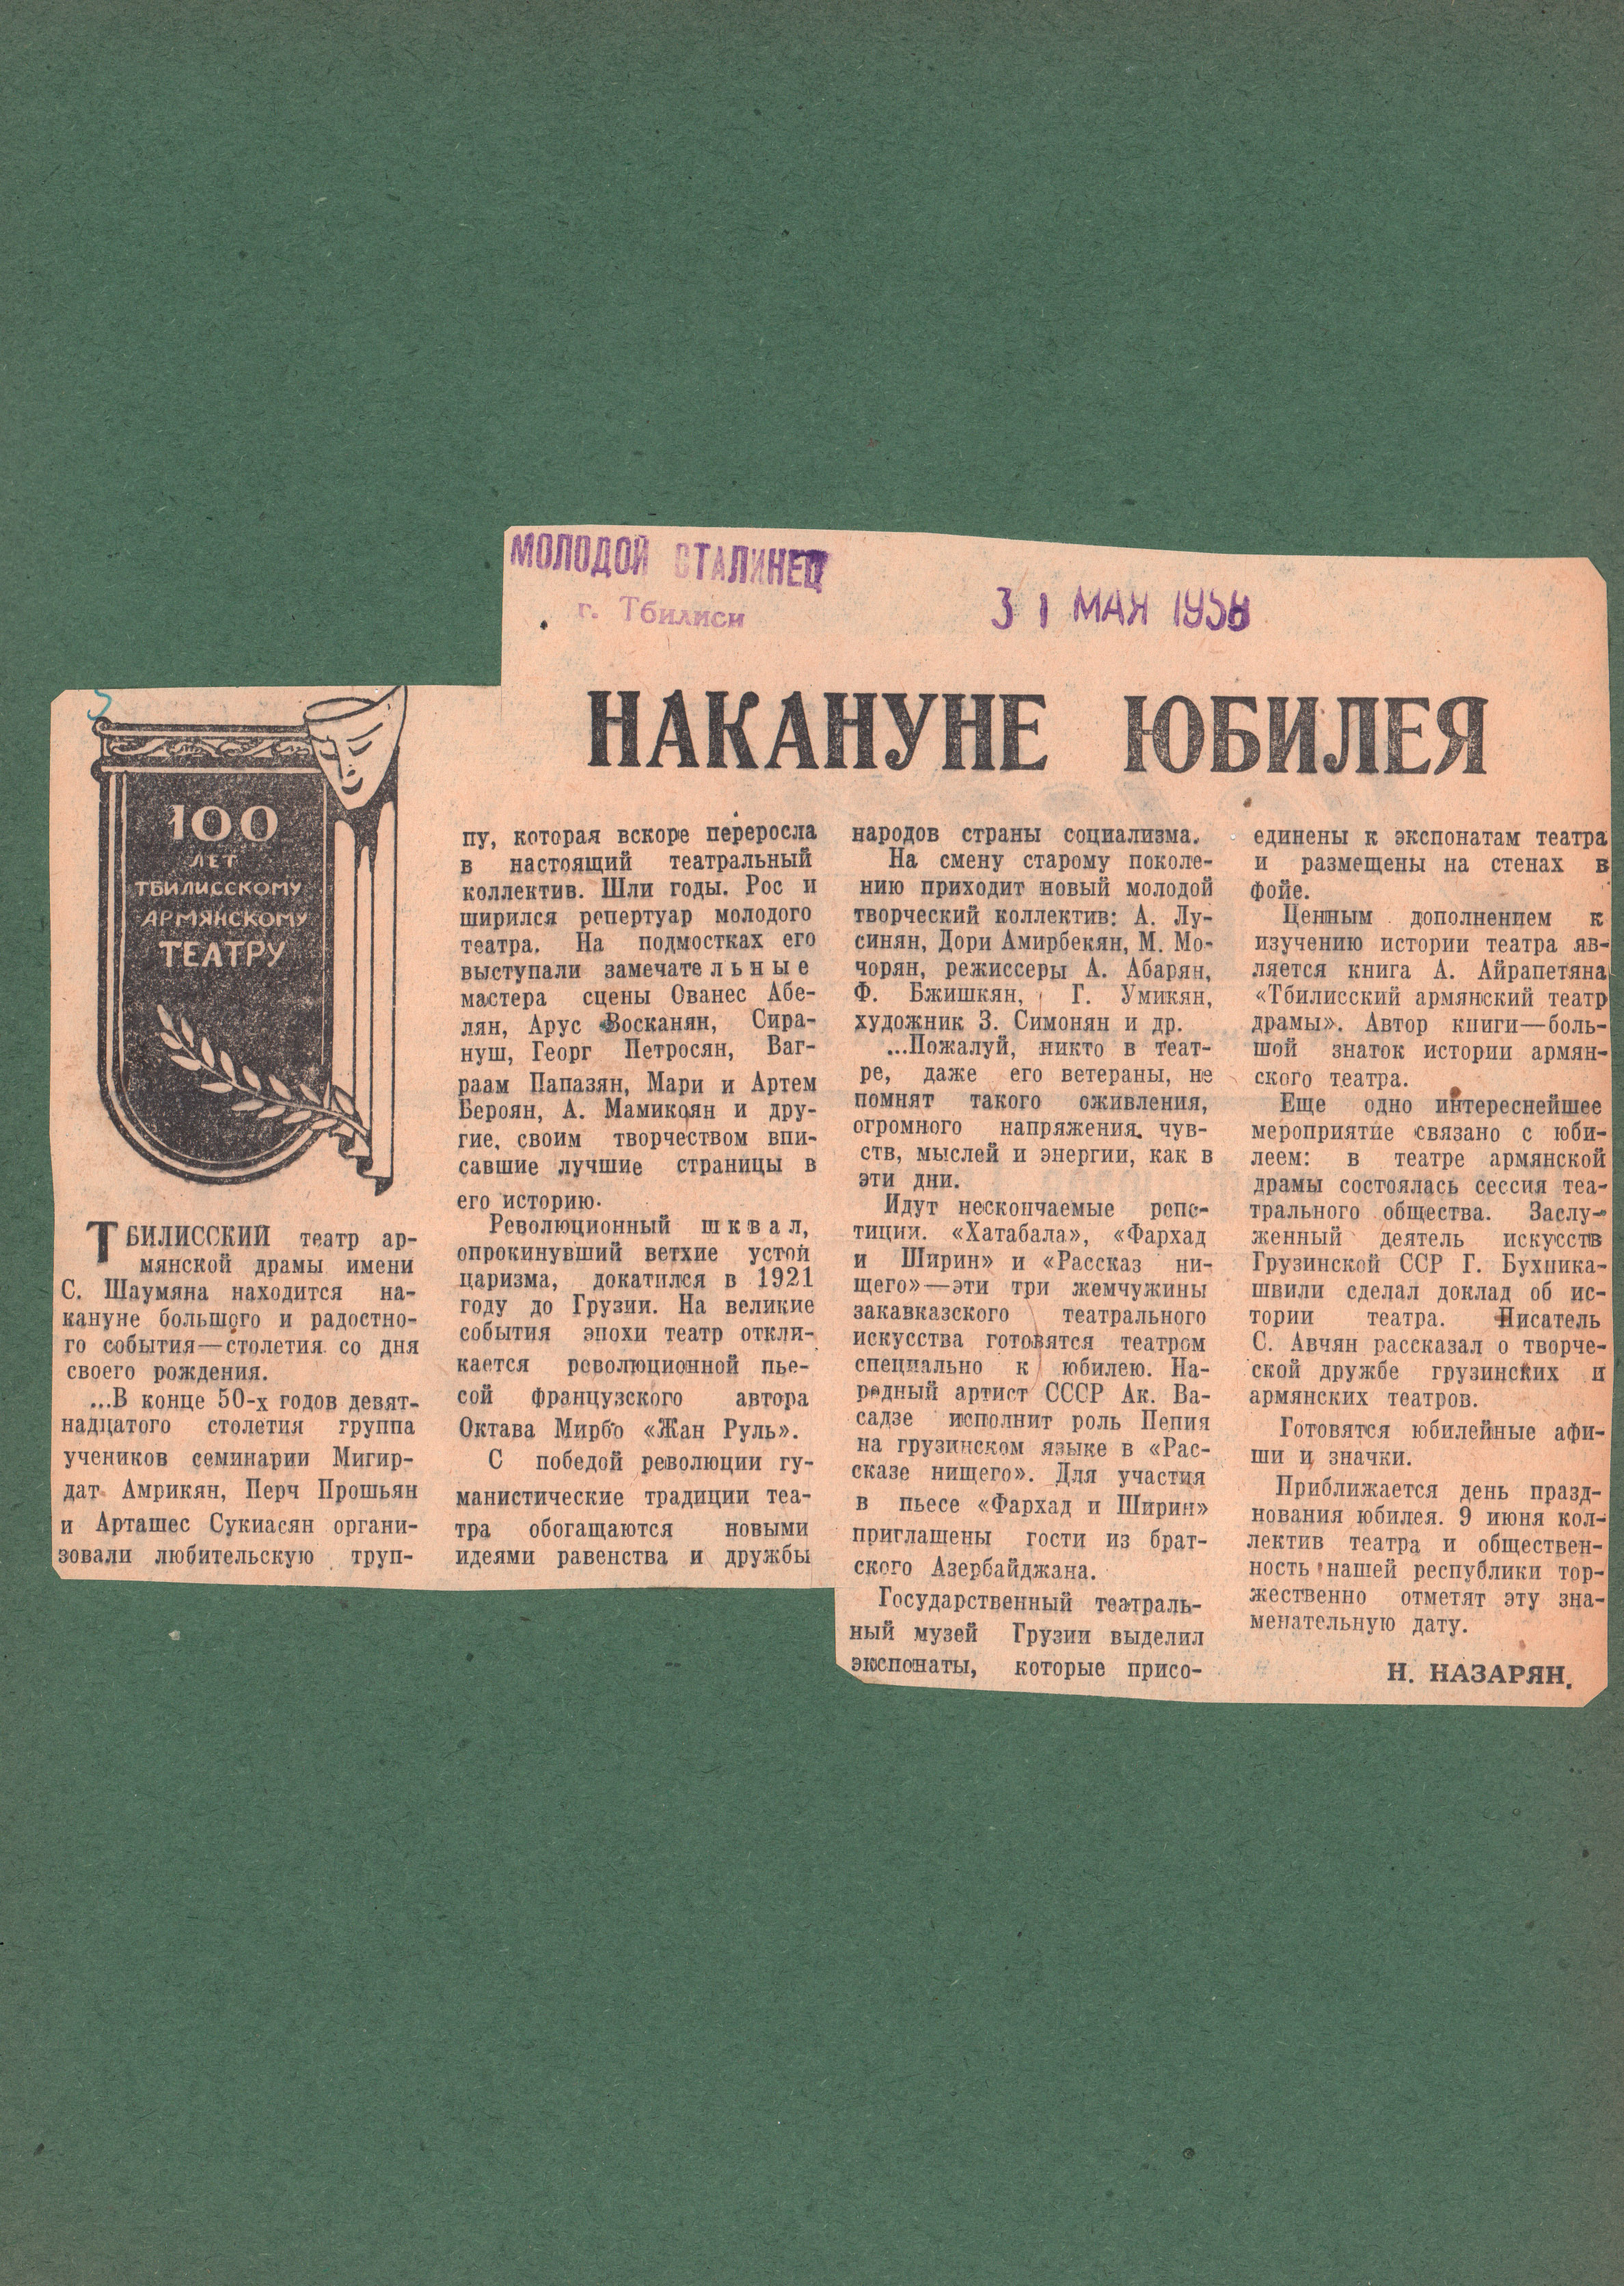 МОЛОДОЙ СТАЛИНЕЦ
г. Тбилиси
31 МАЯ 1958
НАКАНУНЕ ЮБИЛЕЯ
100
ЛЕТ
ТБИЛИССКОМУ
АРМЯНСКОМУ
ТЕАТРУ
ТБИЛИССКИЙ театр ар-
мянской драмы имени
С. Шаумяна находится на-
кануне большого и радостно-
го события—столетия со дня
своего рождения.
...В конце 50-х годов девят-
надцатого столетия группа
учеников семинарии Мигир-
дат Амрикян, Перч Прошьян
и Арташес Сукиасян органи-
зовали любительскую труп-
пу, которая вскоре переросла
в настоящий театральный
коллектив. Шли годы. Рос и
ширился репертуар молодого
театра. На подмостках его
выступали замечательные
мастера сцены Ованес Абе-
лян, Арус Восканян, Сира-
нуш, Георг Петросян, Ваг-
раам Папазян, Мари и Артем
Бероян, А. Мамикоян и дру-
гие, своим творчеством впи-
савшие лучшие страницы в
его историю.
Революционный шквал,
опрокинувший ветхие устои
царизма, докатился в 1921
году до Грузии. На великие
события эпохи театр откли-
кается революционной пье-
сой французского автора
Октава Мирбо «Жан Руль».
С победой революции гу-
манистические традиции теа-
тра обогащаются новыми
идеями равенства и дружбы
народов страны социализма.
На смену старому поколе-
нию приходит новый молодой
творческий коллектив: А. Лу-
синян, Дори Амирбекян, М. Мо-
чорян, режиссеры А. Абарян,
Ф. Бжишкян, Г. Умикян,
художник З. Симонян и др.
...Пожалуй, никто в теат-
ре, даже его ветераны, не
помнят такого оживления,
огромного напряжения чув-
ств, мыслей и энергии, как в
эти дни.
Идут нескончаемые репе-
тиции. «Хатабала», «Фархад
и Ширин» и «Рассказ ни-
щего»—эти три жемчужины
закавказского театрального
искусства готовятся театром
специально к юбилею. На-
родный артист СССР Ак. Ва-
садзе исполнит роль Пепия
на грузинском языке в «Рас-
сказе нищего». Для участия
в пьесе «Фархад и Ширин»
приглашены гости из брат-
ского Азербайджана.
Государственный театраль-
ный музей Грузии выделил
экспонаты, которые присо-
единены к экспонатам театра
и размещены на стенах в
фойе.
Ценным дополнением к
изучению истории театра яв-
ляется книга А. Айрапетяна
«Тбилисский армянский театр
драмы». Автор книги—боль-
шой знаток истории армян-
ского театра.
Еще одно интереснейшее
мероприятие связано с юби-
леем: в театре армянской
драмы состоялась сессия теа-
трального общества. Заслу-
женный деятель искусств
Грузинской ССР Г. Бухника-
швили сделал доклад об ис-
тории театра. Писатель
С. Авчян рассказал о творче-
ской дружбе грузинских и
армянских театров.
Готовятся юбилейные афи-
ши и значки.
Приближается день празд-
нования юбилея. 9 июня кол-
лектив театра и обществен-
ность нашей республики тор-
жественно отметят эту зна-
менательную дату.
Н. НАЗАРЯН.